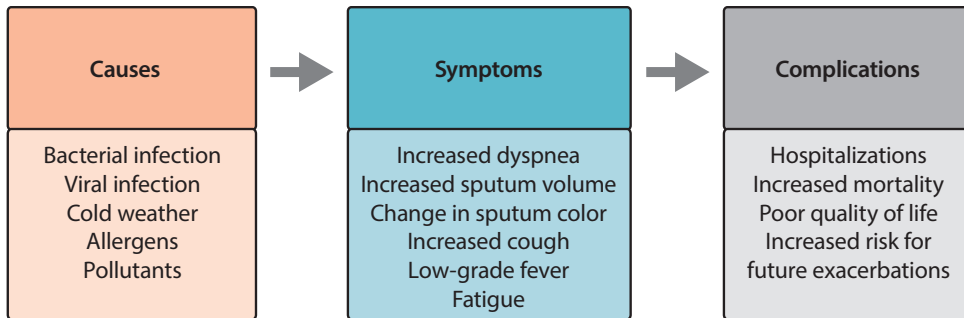 Causes
Bacterial infection
Viral infection
Cold weather
Allergens
Pollutants
Symptoms
Increased dyspnea
Increased sputum volume
Change in sputum color
Increased cough
Low-grade fever
Fatigue
Complications
Hospitalizations
Increased mortality
Poor quality of life
Increased risk for
future exacerbations